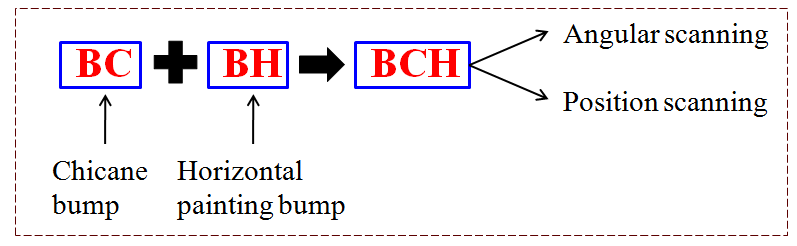 BC + BH BCH
Angular scanning
Position scanning
Chicane
bump
Horizontal
painting bump